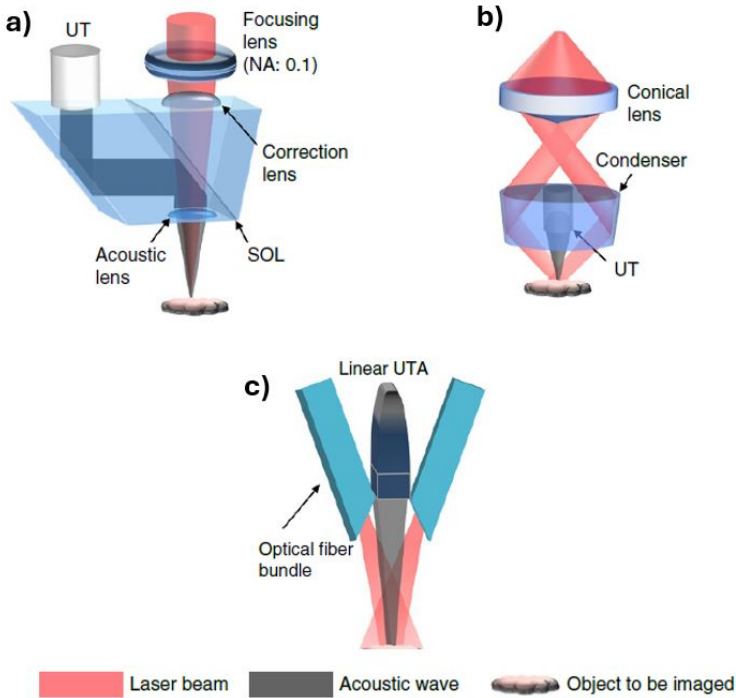 a)
UT
Focusing
lens
(NA: 0.1)
Correction
lens
Acoustic
lens
SOL
b)
Conical
lens
Condenser
UT
c)
Linear UTA
Optical fiber
bundle
Laser beam
Acoustic wave
Object to be imaged